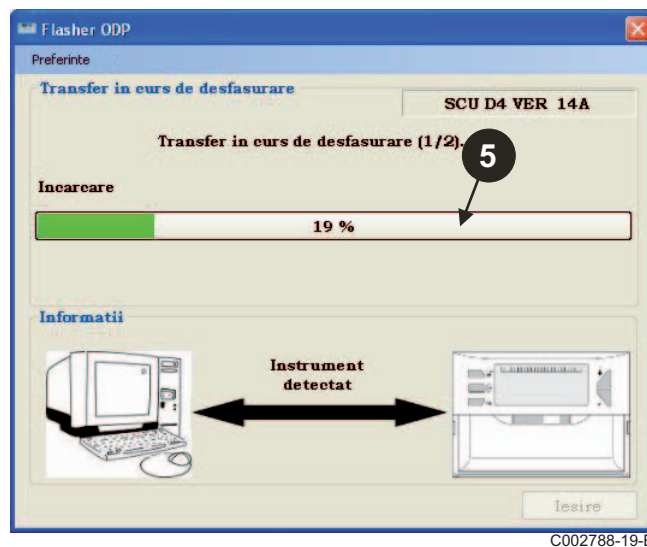 Flasher ODP
Preferinte
Transfer in curs de desfasurare
SCU D4 VER 14A
Transfer in curs de desfasurare (1/2).
5
Incarcare
19 %
Informatii
Instrument
detectat
Iesire
C002788-19-